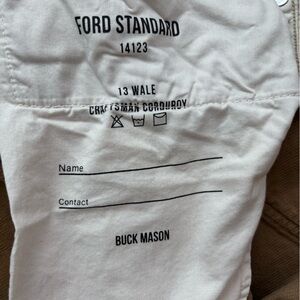 FORD STANDARD
14123
13 WALE
CRAFTSMAN CORDUROY
Name
Contact
BUCK MASON